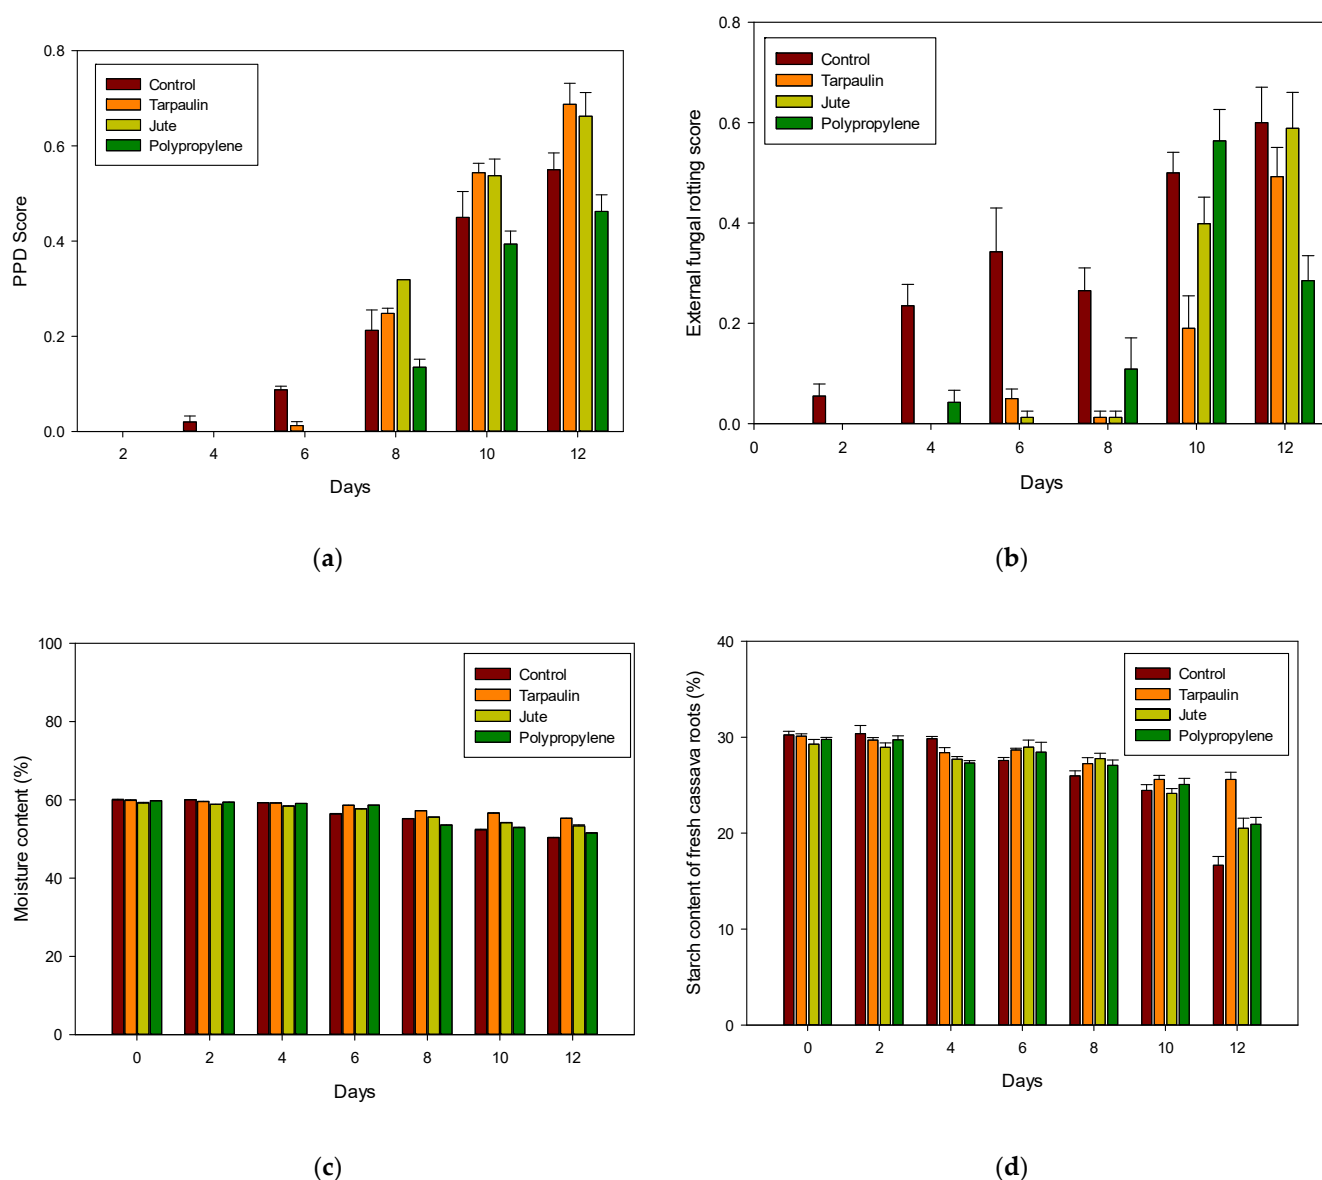 0.8
0.6
0.4
0.2
0.0
PPD Score
Control
Tarpaulin
Jute
Polypropylene
2 4 6 8 10 12
Days
(a)
0.8
0.6
0.4
0.2
0.0
External fungal rotting score
Control
Tarpaulin
Jute
Polypropylene
0 2 4 6 8 10 12
Days
(b)
100
80
60
40
20
0
Moisture content (%)
Control
Tarpaulin
Jute
Polypropylene
0 2 4 6 8 10 12
Days
(c)
40
30
20
10
0
Starch content of fresh cassava roots (%)
Control
Tarpaulin
Jute
Polypropylene
0 2 4 6 8 10 12
Days
(d)